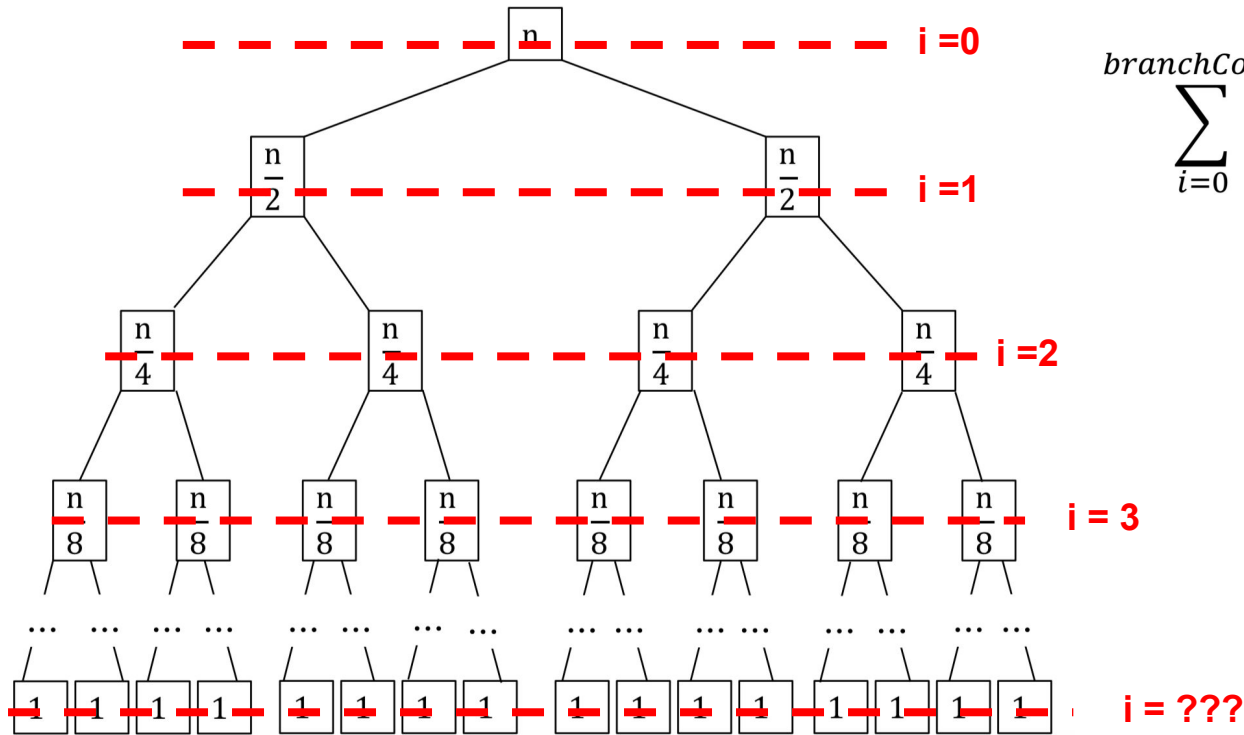 n
i =0
branchCo
∑
i=0
n n
2 2
i =1
n n n n
4 4 4 4
i =2
n n n n n n n n
8 8 8 8 8 8 8 8
i = 3
... ... ... ... ... ... ... ... ... ... ... ... ... ... ... ...
1 1 1 1 1 1 1 1 1 1 1 1 1 1 1 1
i = ???